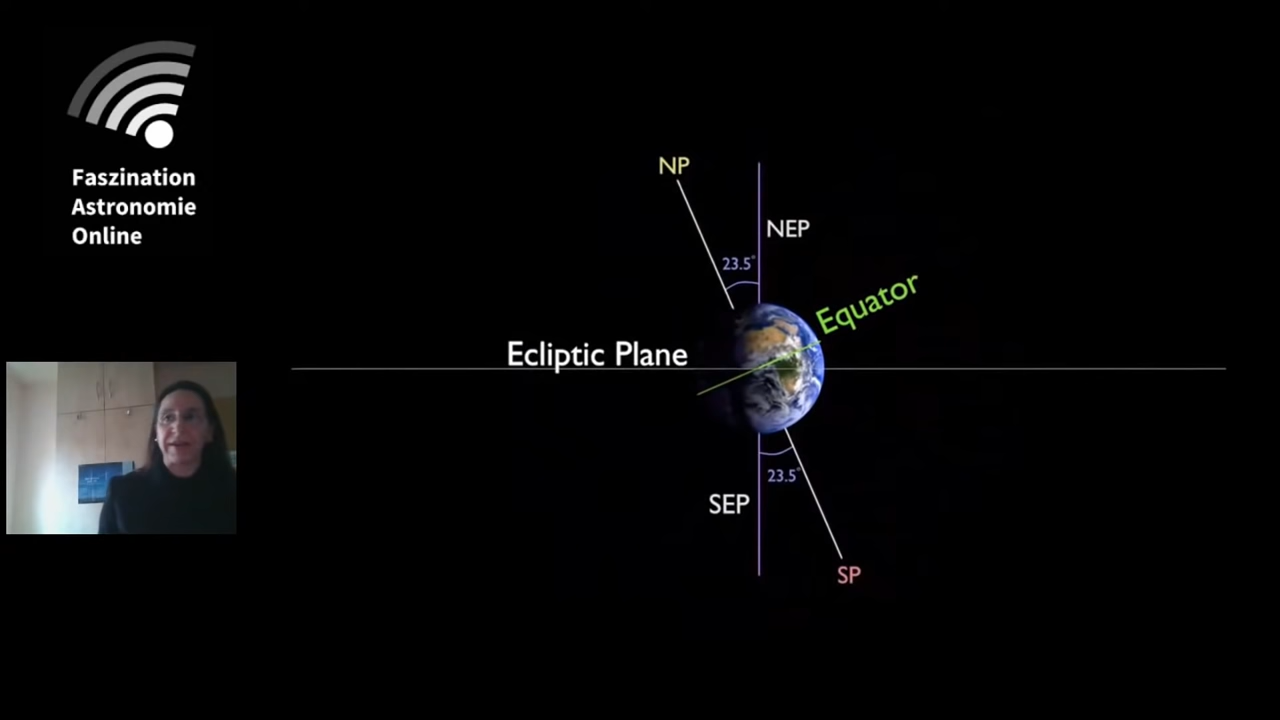 Faszination
Astronomie
Online
NP
NEP
23.5°
Equator
Ecliptic Plane
23.5°
SEP
SP